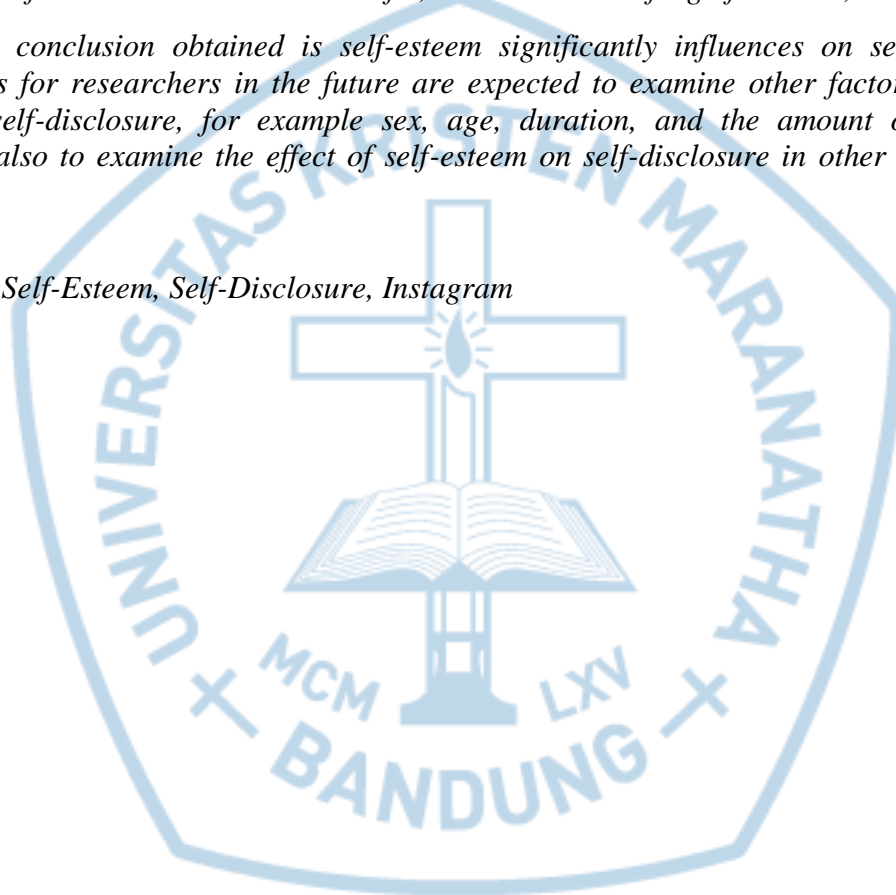 conclusion obtained is self-esteem significantly influences on se
s for researchers in the future are expected to examine other factor
self-disclosure, for example sex, age, duration, and the amount o
also to examine the effect of self-esteem on self-disclosure in other
Self-Esteem, Self-Disclosure, Instagram
UNIVERSITAS KRISTEN MARANATHA
MCM LXV
BANDUNG